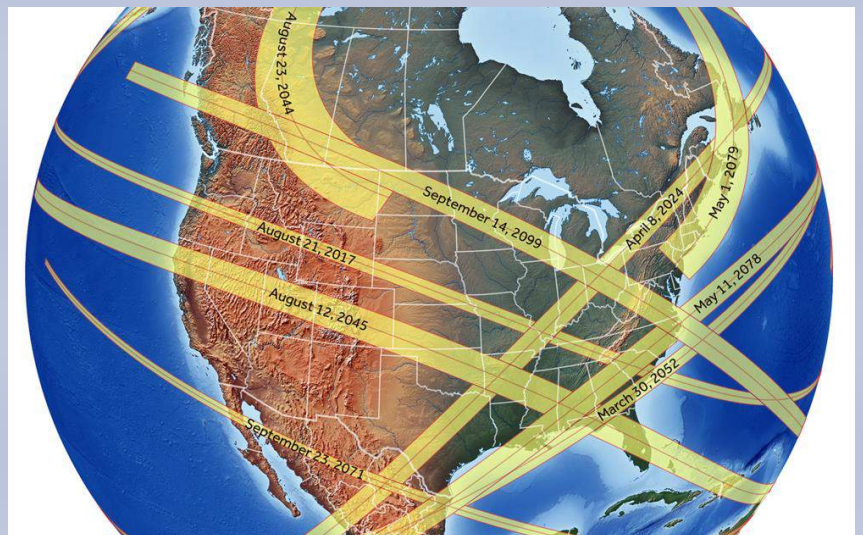 August 23, 2044
September 14, 2099
May 1, 2079
April 8, 2024
August 21, 2017
May 11, 2078
August 12, 2045
March 30, 2052
September 23, 2071